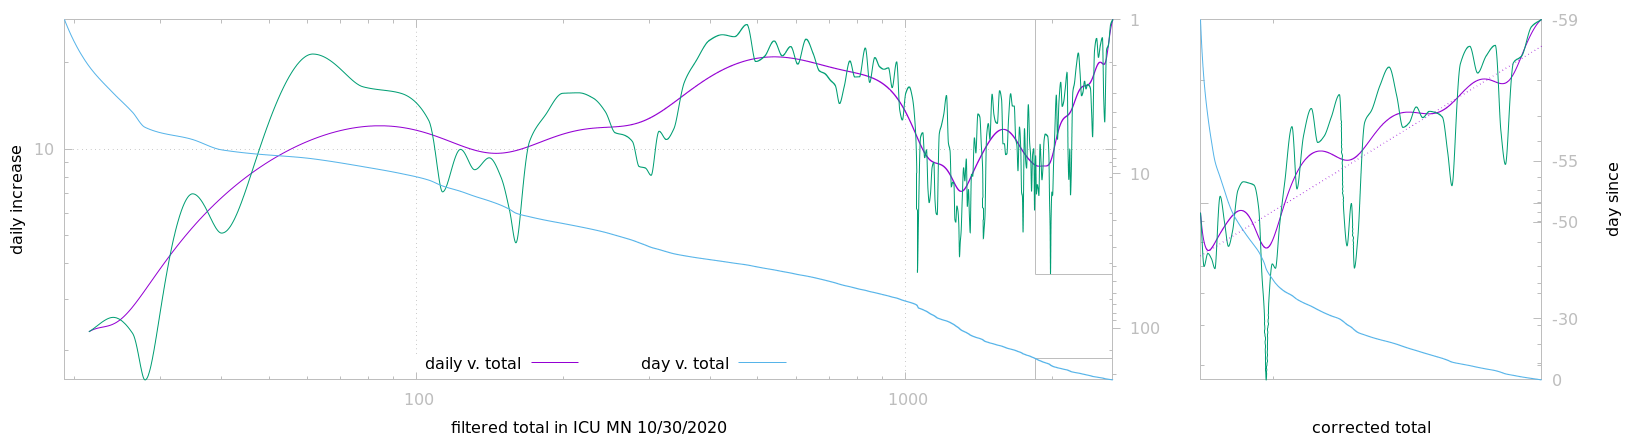 daily increase
10
100
1000
1
10
100
daily v. total
day v. total
filtered total in ICU MN 10/30/2020
-59
-55
-50
-30
0
day since
corrected total